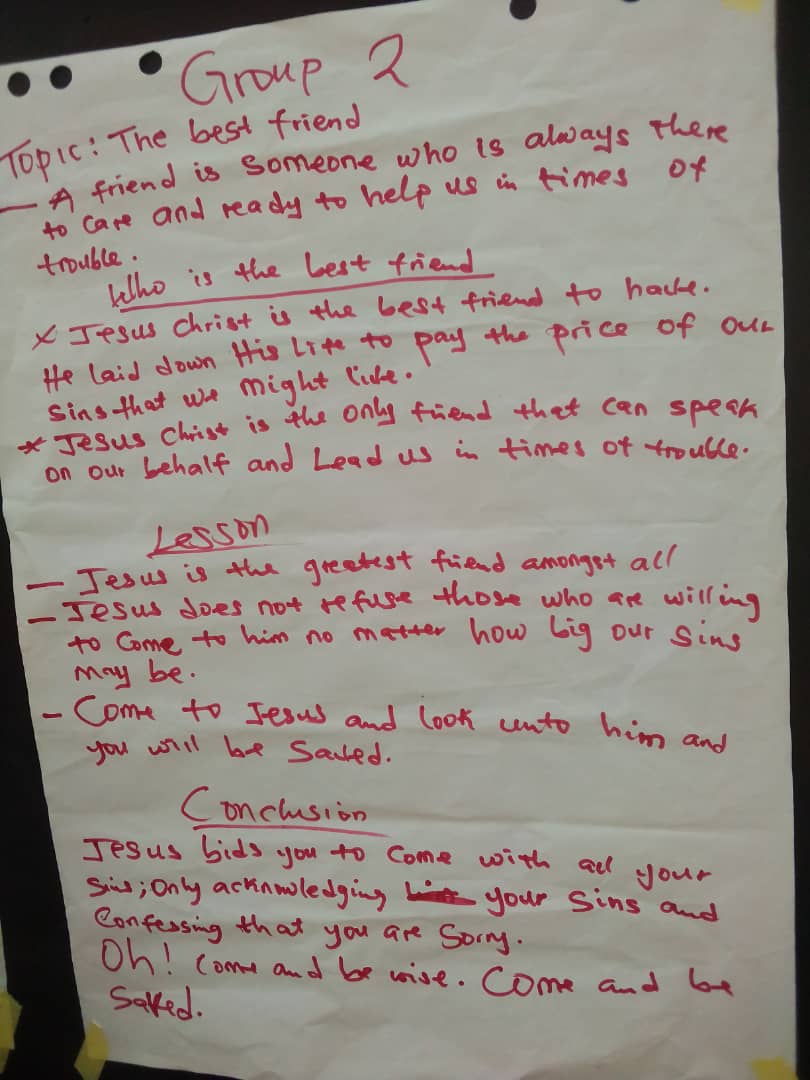 Group 2
Topic: The best friend
— A friend is someone who is always there
to care and ready to help us in times of
trouble.
Who is the best friend
x Jesus Christ is the best friend to have.
He laid down His Life to pay the price of our
sins that we might live.
* Jesus Christ is the only friend that can speak
on our behalf and Lead us in times of trouble.
Lesson
— Jesus is the greatest friend amongst all
— Jesus does not refuse those who are willing
to come to him no matter how big our sins
may be.
- Come to Jesus and look unto him and
you will be Saved.
Conclusion
Jesus bids you to come with all your
sins; Only acknowledging your sins and
Confessing that you are Sorry.
Oh! Come and be wise. Come and be
Saved.